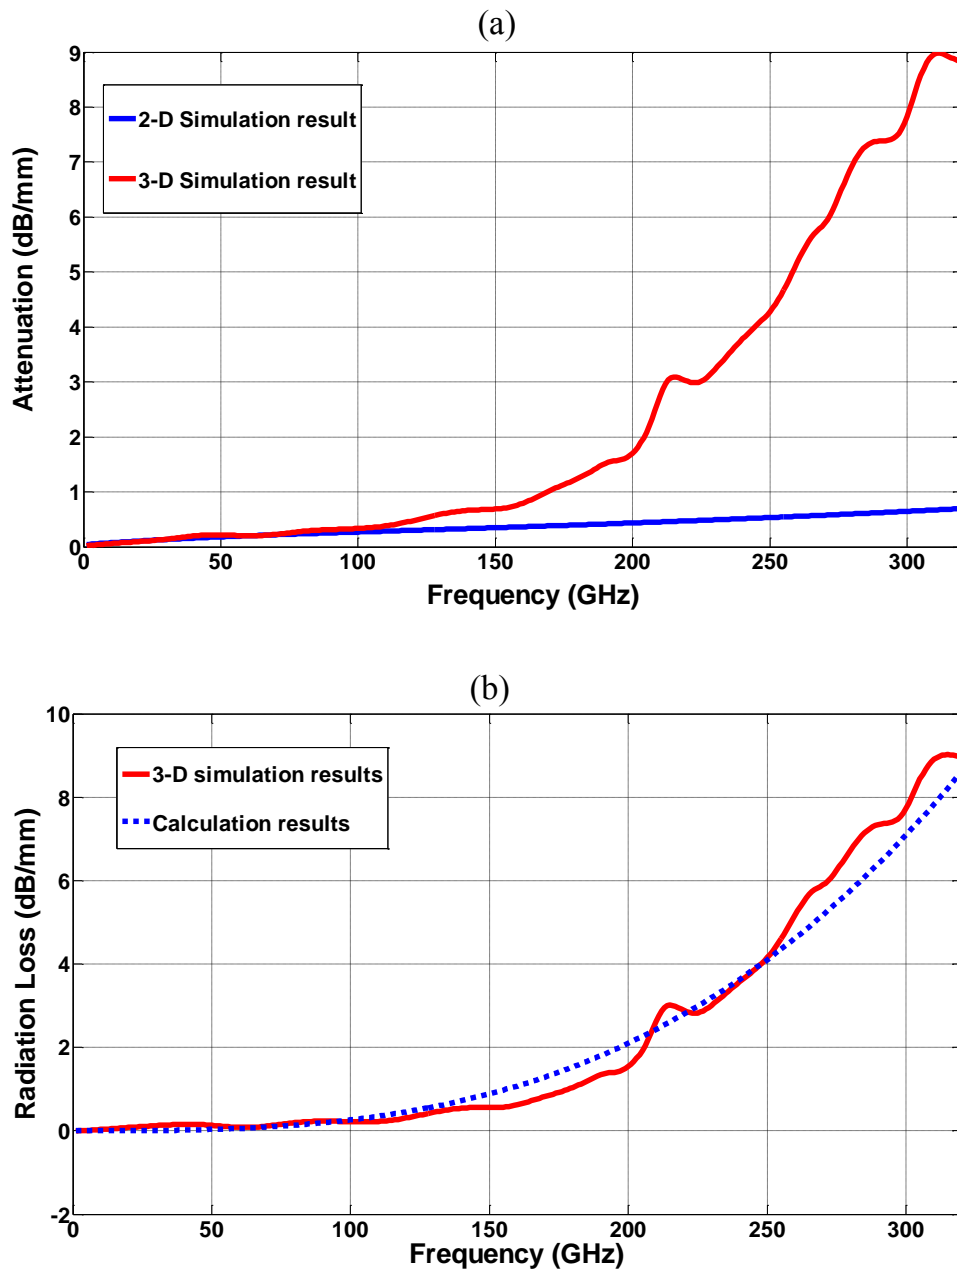 (a)
9
8
7
6
5
4
3
2
1
0
Attenuation (dB/mm)
2-D Simulation result
3-D Simulation result
0 50 100 150 200 250 300
Frequency (GHz)
(b)
10
8
6
4
2
0
-2
Radiation Loss (dB/mm)
3-D simulation results
Calculation results
0 50 100 150 200 250 300
Frequency (GHz)